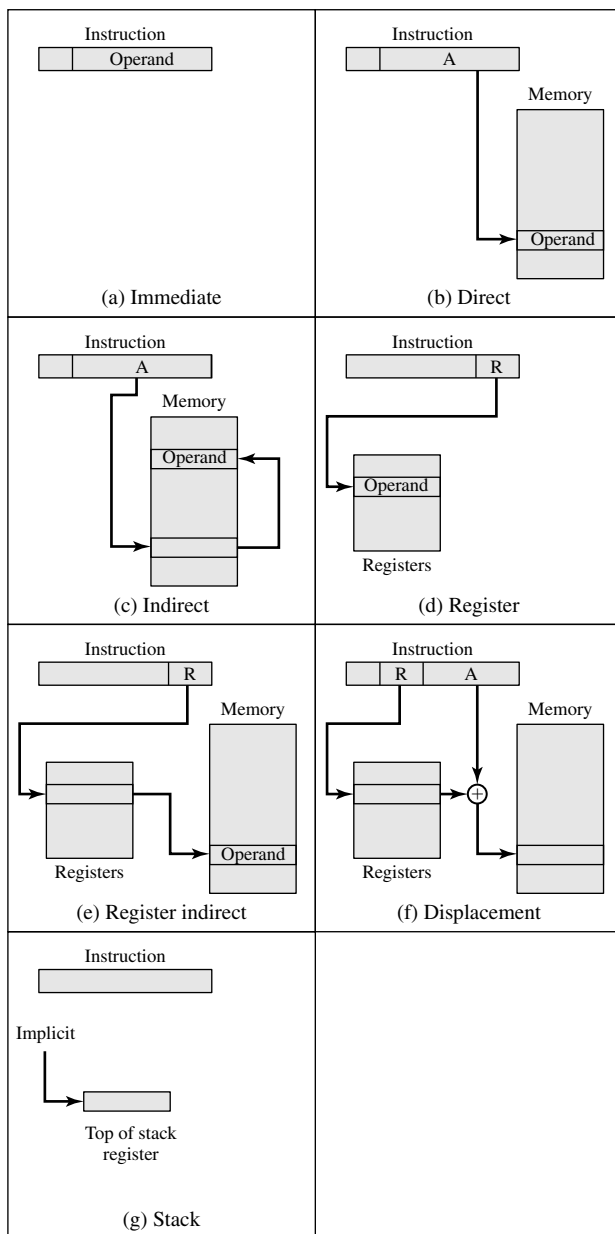 Instruction
Operand
(a) Immediate
Instruction
A
Memory
Operand
(b) Direct
Instruction
A
Memory
Operand
(c) Indirect
Instruction
R
Operand
Registers
(d) Register
Instruction
R
Memory
Registers
Operand
(e) Register indirect
Instruction
R A
Memory
+
Registers
(f) Displacement
Instruction
Implicit
Top of stack
register
(g) Stack